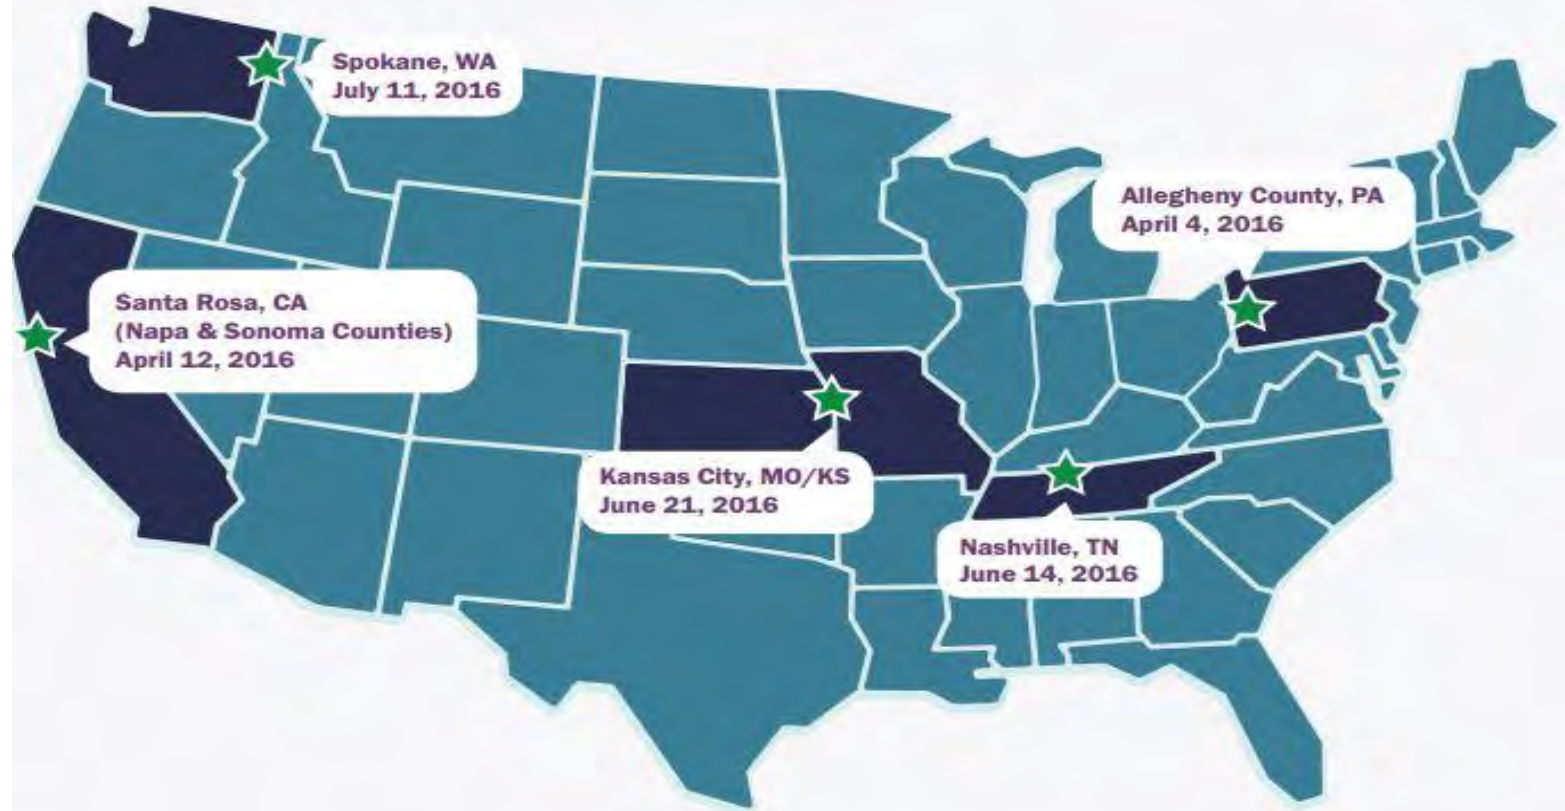 Spokane, WA
July 11, 2016
Allegheny County, PA
April 4, 2016
Santa Rosa, CA
(Napa & Sonoma Counties)
April 12, 2016
Kansas City, MO/KS
June 21, 2016
Nashville, TN
June 14, 2016